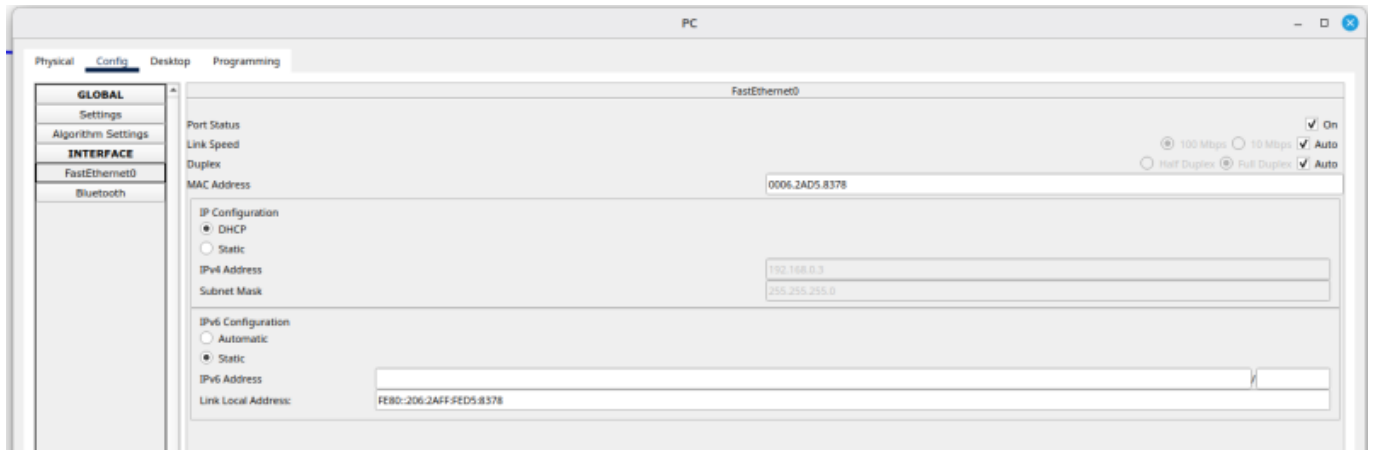 PC
Physical Config Desktop Programming
GLOBAL
Settings
Algorithm Settings
INTERFACE
FastEthernet0
Bluetooth
FastEthernet0
Port Status On
Link Speed 100 Mbps 10 Mbps Auto
Duplex Half Duplex Full Duplex Auto
MAC Address 0006.2AD5.8378
IP Configuration
DHCP
Static
IPv4 Address 192.168.0.3
Subnet Mask 255.255.255.0
IPv6 Configuration
Automatic
Static
IPv6 Address /
Link Local Address: FE80::206:2AFF:FED5:8378